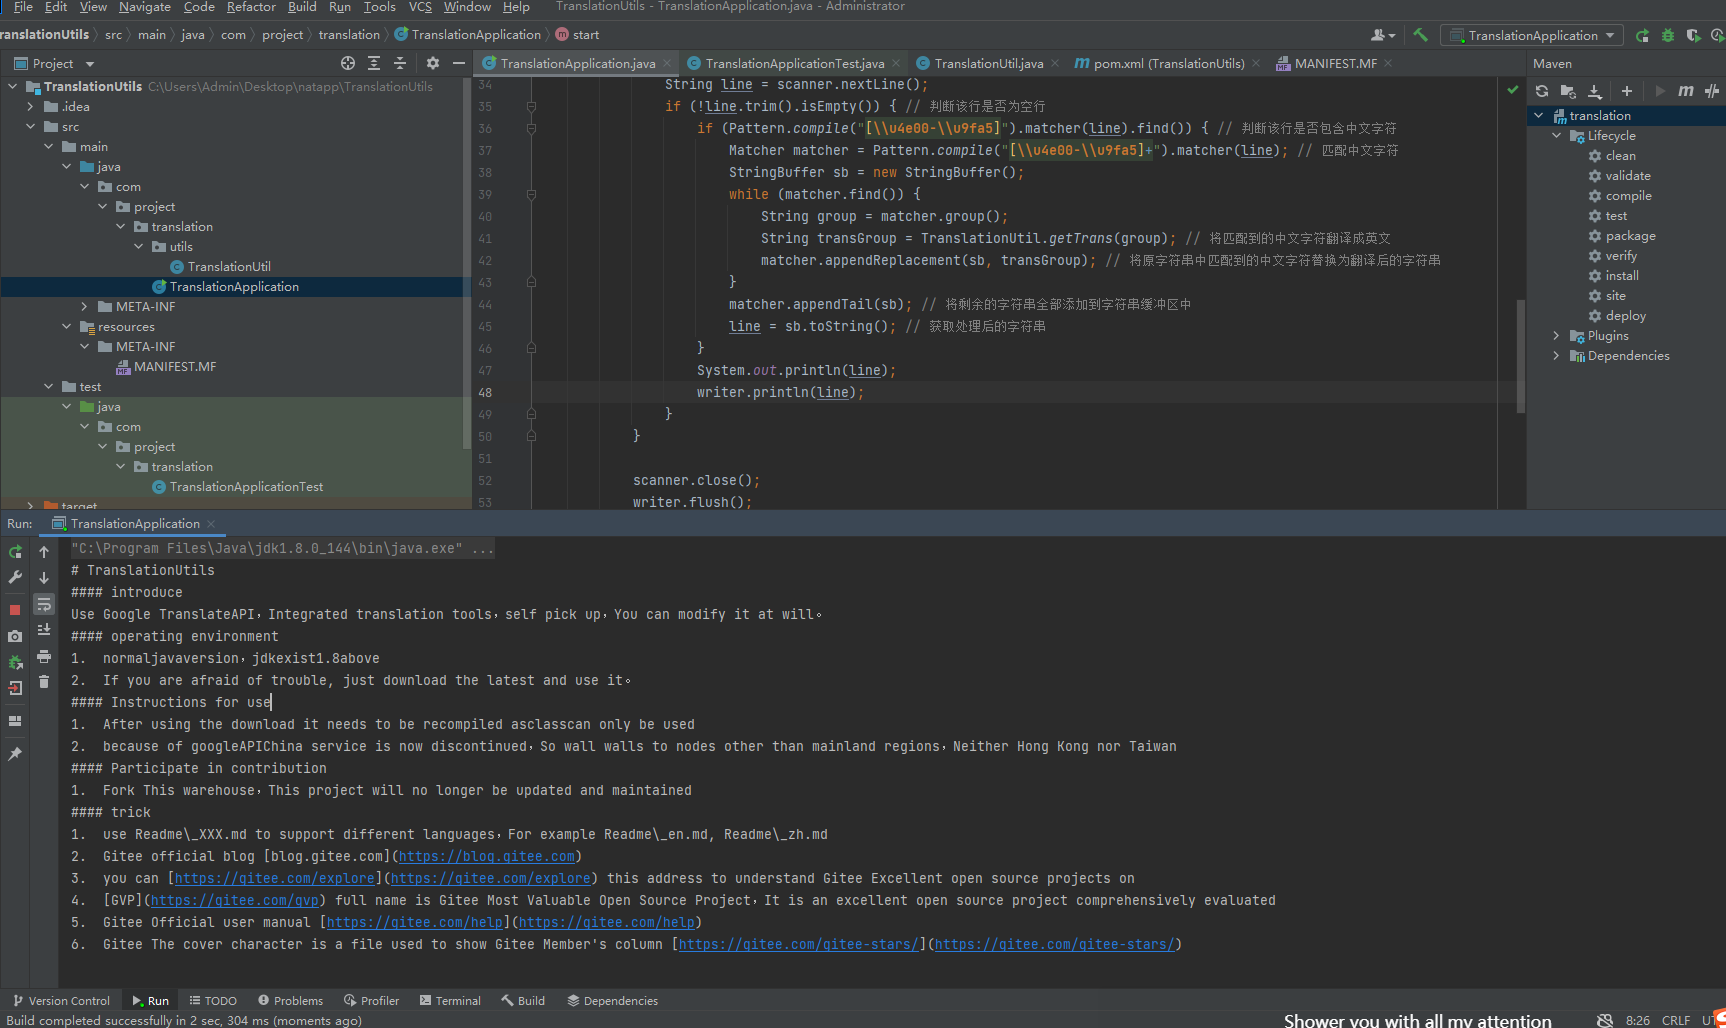 File Edit View Navigate Code Refactor Build Run Tools VCS Window Help TranslationUtils - TranslationApplication.java - Administrator
ranslationUtils src main java com project translation TranslationApplication start TranslationApplication
Project
TranslationApplication.java TranslationApplicationTest.java TranslationUtil.java pom.xml (TranslationUtils) MANIFEST.MF
Maven
TranslationUtils C:\Users\Admin\Desktop\natapp\TranslationUtils
.idea
src
main
java
com
project
translation
utils
TranslationUtil
TranslationApplication
META-INF
resources
META-INF
MANIFEST.MF
test
java
com
project
translation
TranslationApplicationTest
target
34 String line = scanner.nextLine();
35 if (!line.trim().isEmpty()) { // 判断该行是否为空行
36 if (Pattern.compile("[\\u4e00-\\u9fa5]").matcher(line).find()) { // 判断该行是否包含中文字符
37 Matcher matcher = Pattern.compile("[\\u4e00-\\u9fa5]+").matcher(line); // 匹配中文字符
38 StringBuffer sb = new StringBuffer();
39 while (matcher.find()) {
40 String group = matcher.group();
41 String transGroup = TranslationUtil.getTrans(group); // 将匹配到的中文字符翻译成英文
42 matcher.appendReplacement(sb, transGroup); // 将原字符串中匹配到的中文字符替换为翻译后的字符串
43 }
44 matcher.appendTail(sb); // 将剩余的字符串全部添加到字符串缓冲区中
45 line = sb.toString(); // 获取处理后的字符串
46 }
47 System.out.println(line);
48 writer.println(line);
49 }
50 }
51
52 scanner.close();
53 writer.flush();
translation
Lifecycle
clean
validate
compile
test
package
verify
install
site
deploy
Plugins
Dependencies
Run: TranslationApplication
"C:\Program Files\Java\jdk1.8.0_144\bin\java.exe" ...
# TranslationUtils
#### introduce
Use Google TranslateAPI，Integrated translation tools，self pick up，You can modify it at will。
#### operating environment
1. normaljavaversion，jdkexist1.8above
2. If you are afraid of trouble, just download the latest and use it。
#### Instructions for use
1. After using the download it needs to be recompiled asclasscan only be used
2. because of googleAPIChina service is now discontinued，So wall walls to nodes other than mainland regions，Neither Hong Kong nor Taiwan
#### Participate in contribution
1. Fork This warehouse，This project will no longer be updated and maintained
#### trick
1. use Readme\_XXX.md to support different languages，For example Readme\_en.md, Readme\_zh.md
2. Gitee official blog [blog.gitee.com](https://blog.gitee.com)
3. you can [https://gitee.com/explore](https://gitee.com/explore) this address to understand Gitee Excellent open source projects on
4. [GVP](https://gitee.com/gvp) full name is Gitee Most Valuable Open Source Project，It is an excellent open source project comprehensively evaluated
5. Gitee Official user manual [https://gitee.com/help](https://gitee.com/help)
6. Gitee The cover character is a file used to show Gitee Member's column [https://gitee.com/gitee-stars/](https://gitee.com/gitee-stars/)
Version Control Run TODO Problems Profiler Terminal Build Dependencies
Build completed successfully in 2 sec, 304 ms (moments ago) Shower you with all my attention 8:26 CRLF UT